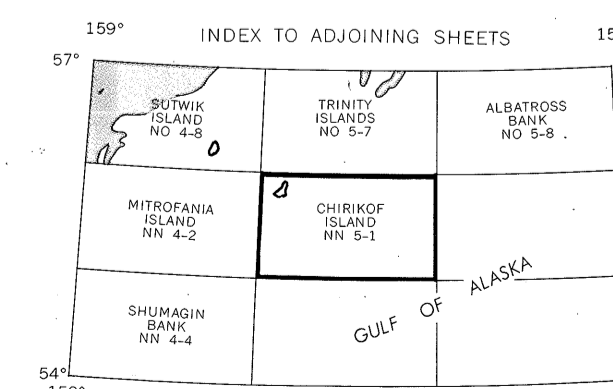 159°
INDEX TO ADJOINING SHEETS
57°
SUTWIK
ISLAND
NO 4-8
TRINITY
ISLANDS
NO 5-7
ALBATROSS
BANK
NO 5-8
MITROFANIA
ISLAND
NN 4-2
CHIRIKOF
ISLAND
NN 5-1
SHUMAGIN
BANK
NN 4-4
GULF OF ALASKA
54°